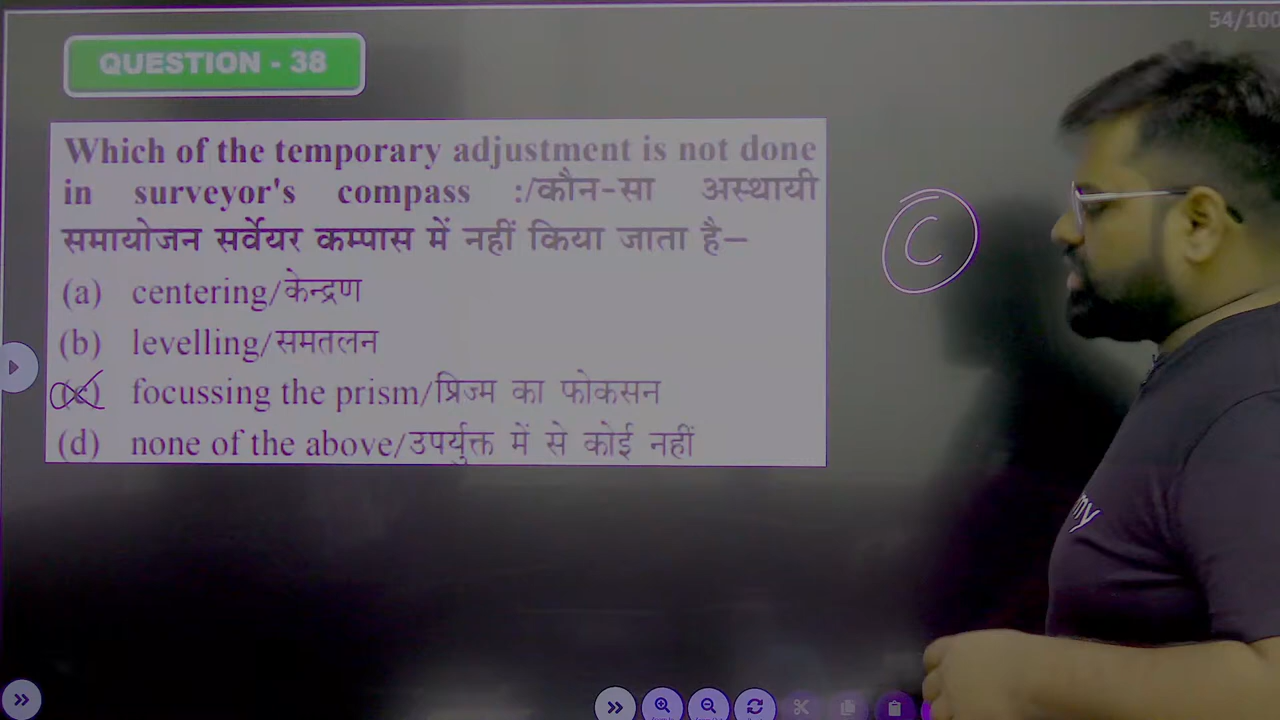 54/100
QUESTION - 38
Which of the temporary adjustment is not done
in surveyor's compass :/कौन-सा अस्थायी
समायोजन सर्वेयर कम्पास में नहीं किया जाता है–
(a) centering/केन्द्रण
(b) levelling/समतलन
(c) focussing the prism/प्रिज्म का फोकसन
(d) none of the above/उपर्युक्त में से कोई नहीं
C
my